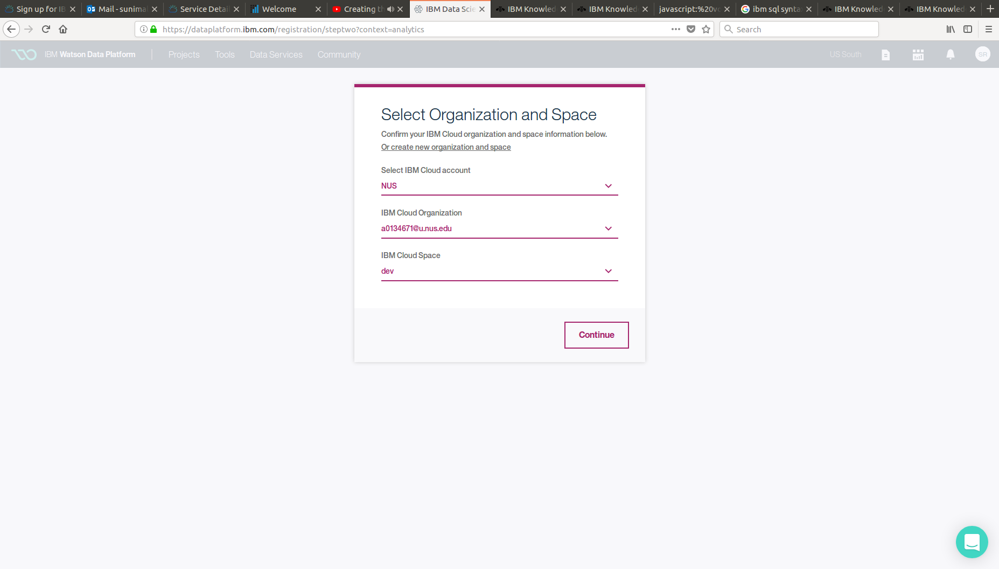 Sign up for IB
Mail - sunimal
Service Detail
Welcome
Creating th
IBM Data Scie
IBM Knowled
IBM Knowled
javascript:%20vo
ibm sql synta
IBM Knowled
IBM Knowled
https://dataplatform.ibm.com/registration/steptwo?context=analytics
Search
IBM Watson Data Platform
Projects
Tools
Data Services
Community
US South
SR
Select Organization and Space
Confirm your IBM Cloud organization and space information below.
Or create new organization and space
Select IBM Cloud account
NUS
IBM Cloud Organization
a0134671@u.nus.edu
IBM Cloud Space
dev
Continue